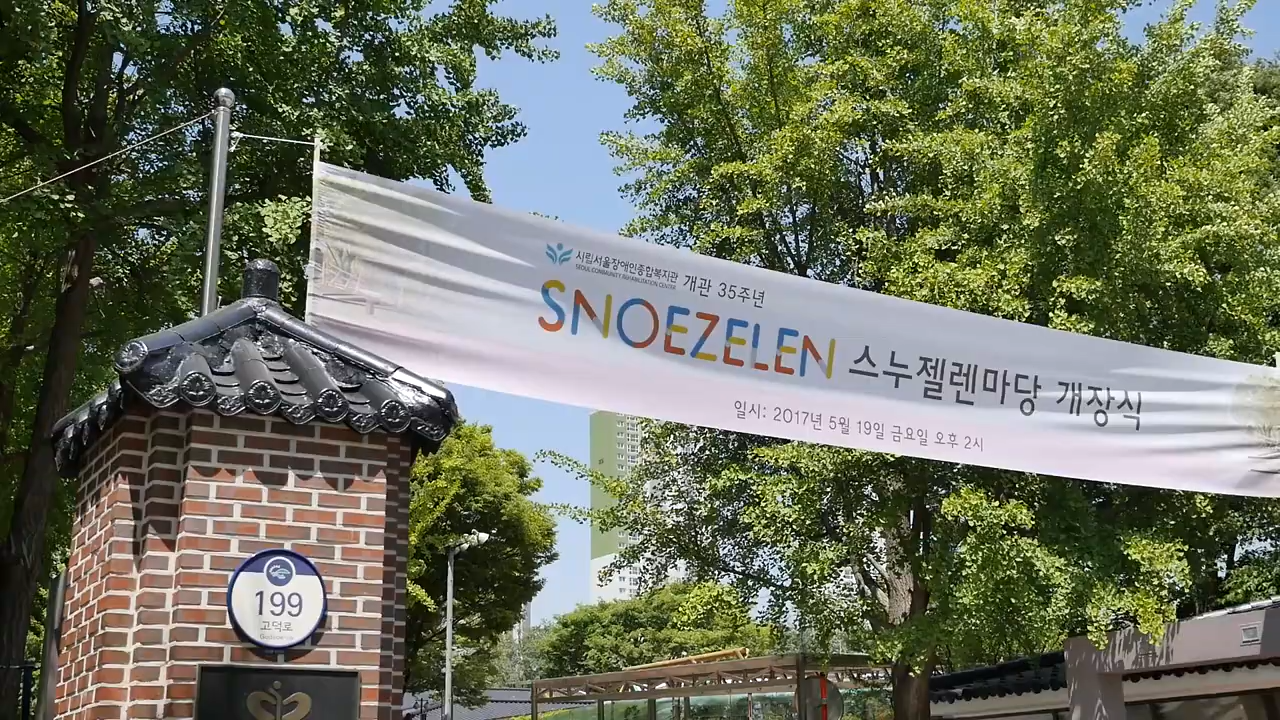 시립서울장애인종합복지관 개관 35주년
SEOUL COMMUNITY REHABILITATION CENTER
SNOEZELEN 스누젤렌마당 개장식
일시: 2017년 5월 19일 금요일 오후 2시
199
고덕로